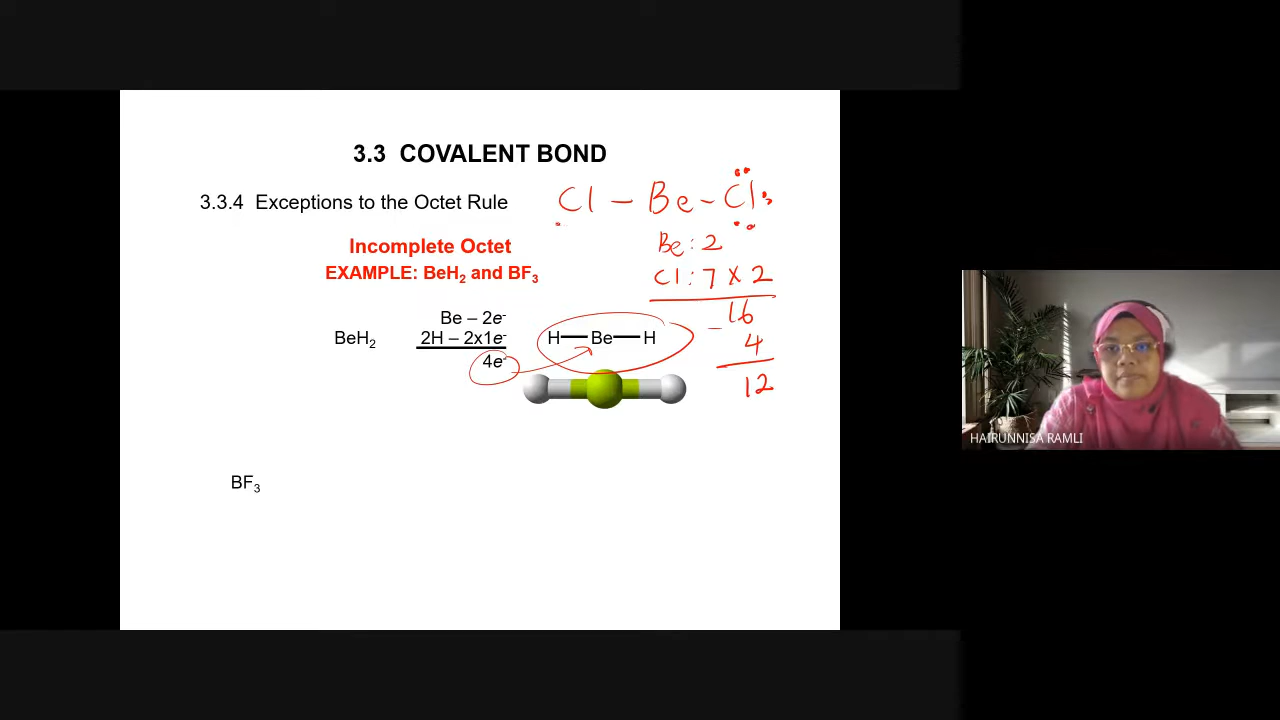 3.3 COVALENT BOND
3.3.4 Exceptions to the Octet Rule
Cl – Be – Cl
Incomplete Octet
EXAMPLE: BeH₂ and BF₃
Be : 2
Cl : 7 × 2
16
– 4
12
BeH₂
Be – 2e⁻
2H – 2x1e⁻
4e⁻
H—Be—H
BF₃
HAIRUNNISA RAMLI